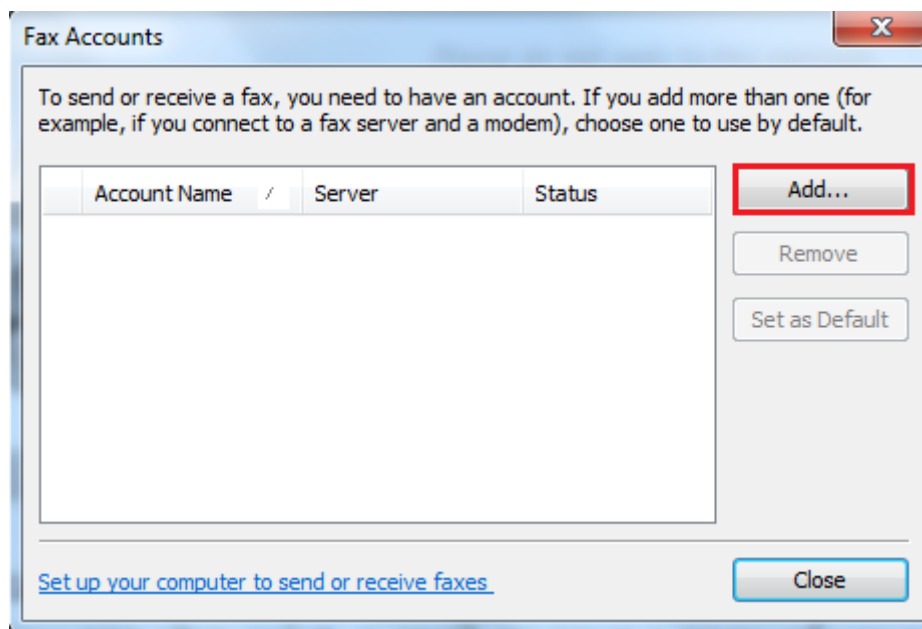 Fax Accounts
To send or receive a fax, you need to have an account. If you add more than one (for
example, if you connect to a fax server and a modem), choose one to use by default.
Account Name Server Status
Add...
Remove
Set as Default
Set up your computer to send or receive faxes
Close